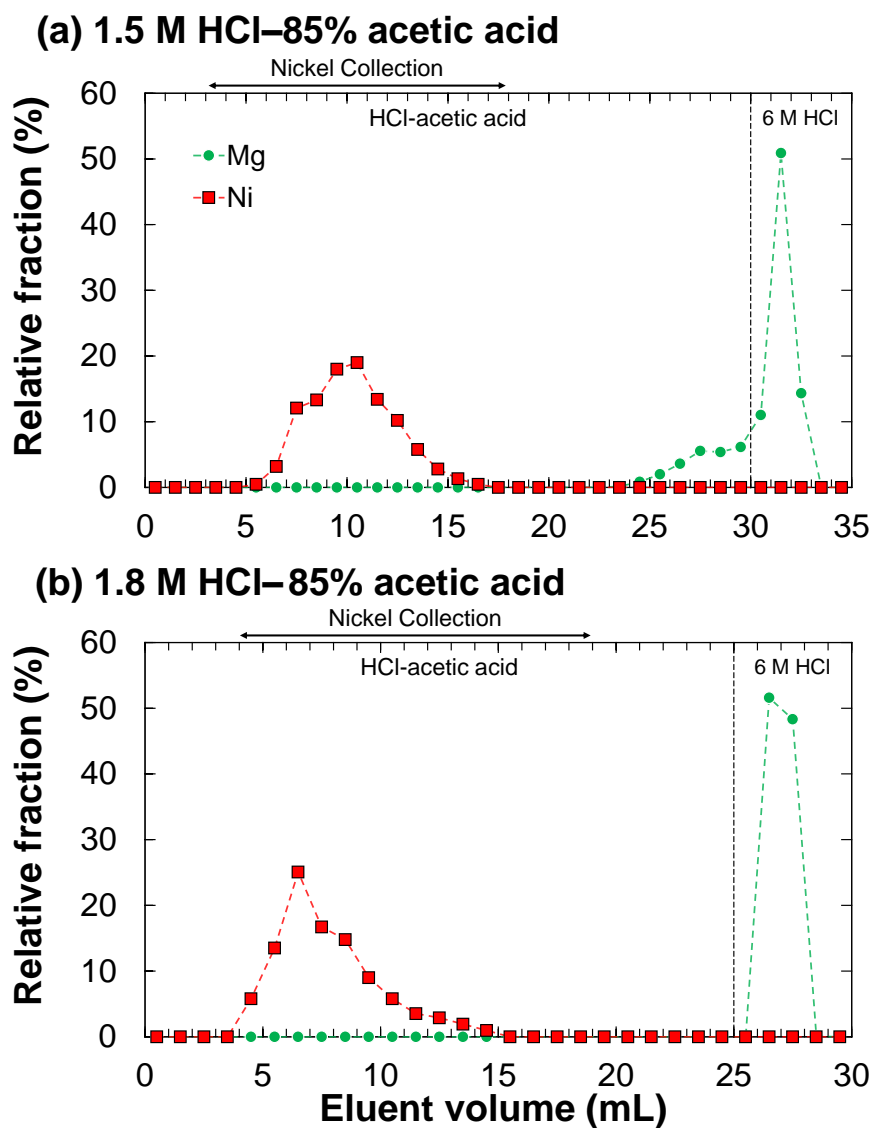 (a) 1.5 M HCl–85% acetic acid
Nickel Collection
60
50
40
30
20
10
0
Relative fraction (%)
HCl-acetic acid
6 M HCl
Mg
Ni
0 5 10 15 20 25 30 35
(b) 1.8 M HCl–85% acetic acid
Nickel Collection
60
50
40
30
20
10
0
Relative fraction (%)
HCl-acetic acid
6 M HCl
0 5 10 15 20 25 30
Eluent volume (mL)